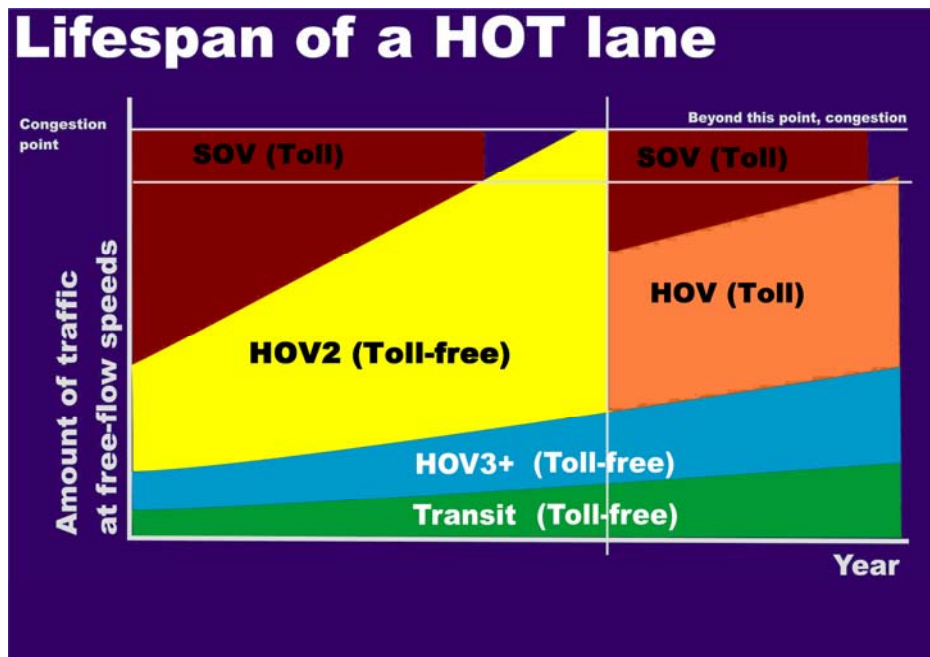 Lifespan of a HOT lane
Congestion
point
Beyond this point, congestion
SOV (Toll)
SOV (Toll)
Amount of traffic
at free-flow speeds
HOV (Toll)
HOV2 (Toll-free)
HOV3+ (Toll-free)
Transit (Toll-free)
Year